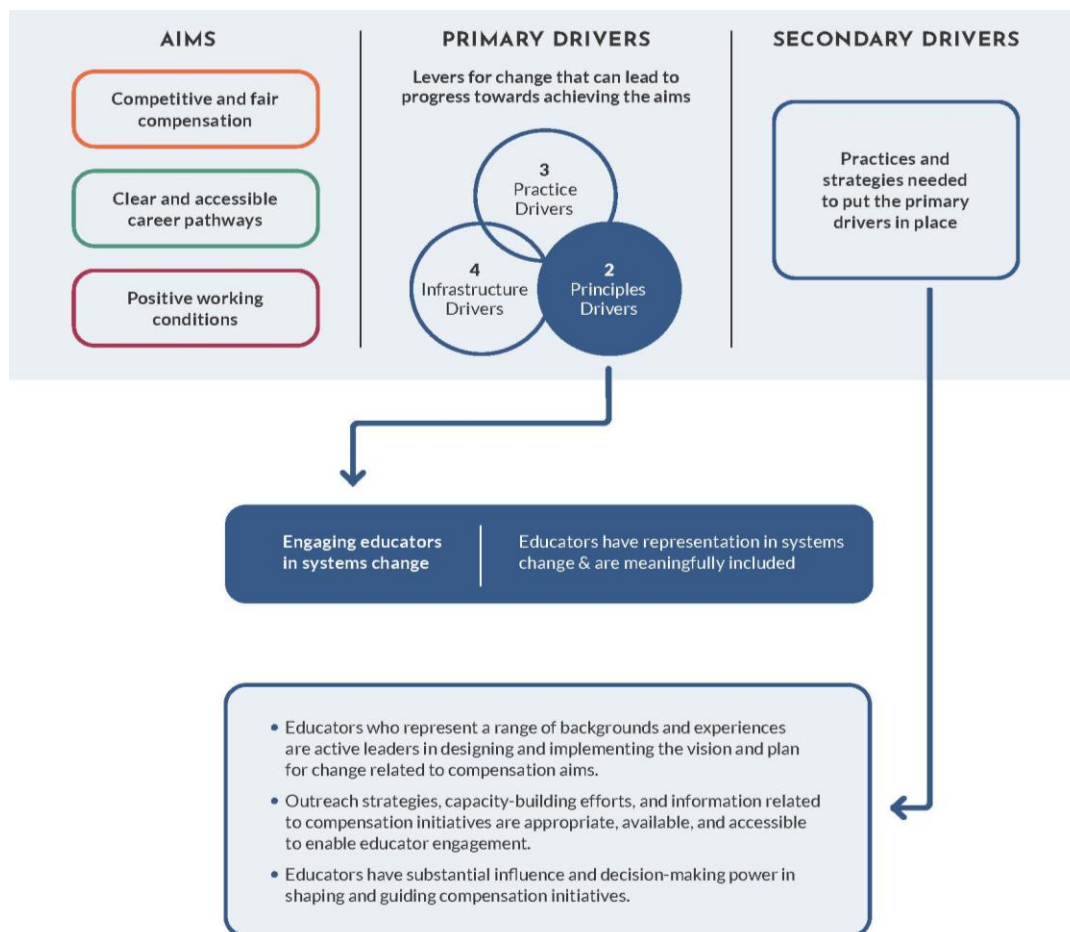 AIMS
Competitive and fair
compensation
Clear and accessible
career pathways
Positive working
conditions
PRIMARY DRIVERS
Levers for change that can lead to
progress towards achieving the aims
3
Practice
Drivers
4
Infrastructure
Drivers
2
Principles
Drivers
SECONDARY DRIVERS
Practices and
strategies needed
to put the primary
drivers in place
Engaging educators
in systems change
Educators have representation in systems
change & are meaningfully included
• Educators who represent a range of backgrounds and experiences
are active leaders in designing and implementing the vision and plan
for change related to compensation aims.
• Outreach strategies, capacity-building efforts, and information related
to compensation initiatives are appropriate, available, and accessible
to enable educator engagement.
• Educators have substantial influence and decision-making power in
shaping and guiding compensation initiatives.